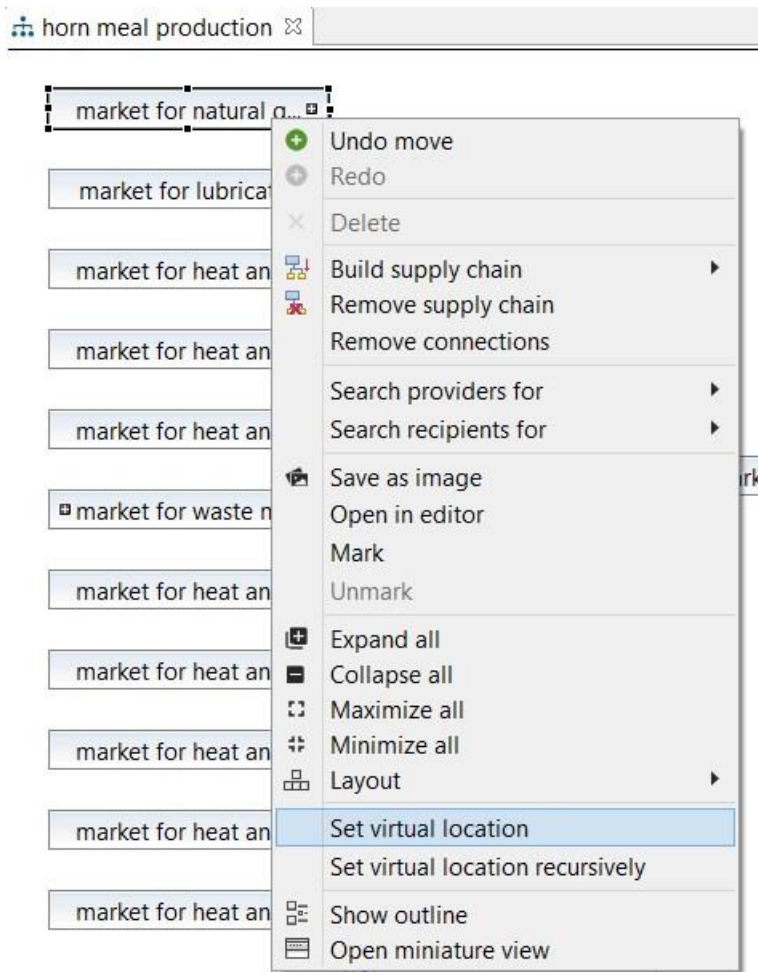 horn meal production
market for natural g...
Undo move
Redo
market for lubricat
Delete
market for heat an
Build supply chain
Remove supply chain
Remove connections
market for heat an
Search providers for
market for heat an
Search recipients for
Save as image
market for waste
Open in editor
Mark
market for heat an
Unmark
Expand all
market for heat an
Collapse all
Maximize all
market for heat an
Minimize all
Layout
market for heat an
Set virtual location
Set virtual location recursively
market for heat an
Show outline
Open miniature view